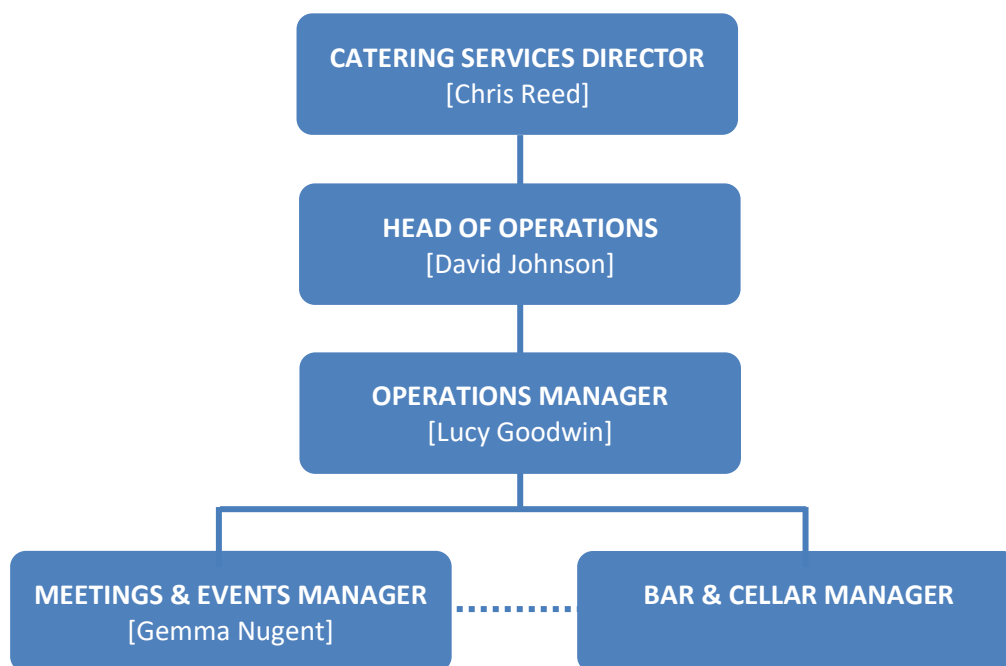 CATERING SERVICES DIRECTOR
[Chris Reed]
HEAD OF OPERATIONS
[David Johnson]
OPERATIONS MANAGER
[Lucy Goodwin]
MEETINGS & EVENTS MANAGER
[Gemma Nugent]
BAR & CELLAR MANAGER